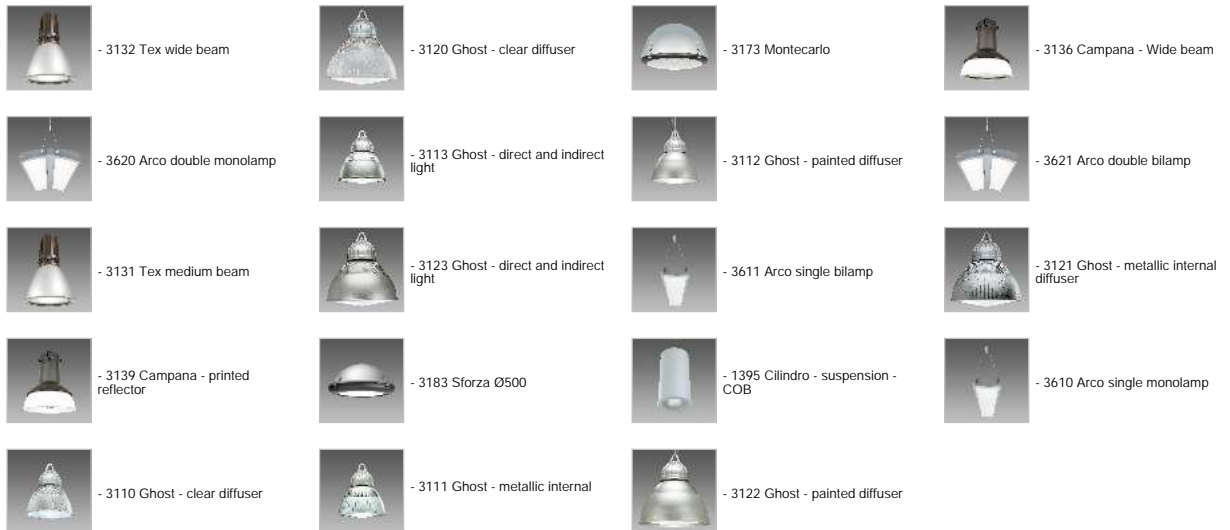 - 3132 Tex wide beam
- 3120 Ghost - clear diffuser
- 3173 Montecarlo
- 3136 Campana - Wide beam
- 3620 Arco double monolamp
- 3113 Ghost - direct and indirect
light
- 3112 Ghost - painted diffuser
- 3621 Arco double bilamp
- 3131 Tex medium beam
- 3123 Ghost - direct and indirect
light
- 3611 Arco single bilamp
- 3121 Ghost - metallic internal
diffuser
- 3139 Campana - printed
reflector
- 3183 Sforza Ø500
- 1395 Cilindro - suspension -
COB
- 3610 Arco single monolamp
- 3110 Ghost - clear diffuser
- 3111 Ghost - metallic internal
- 3122 Ghost - painted diffuser